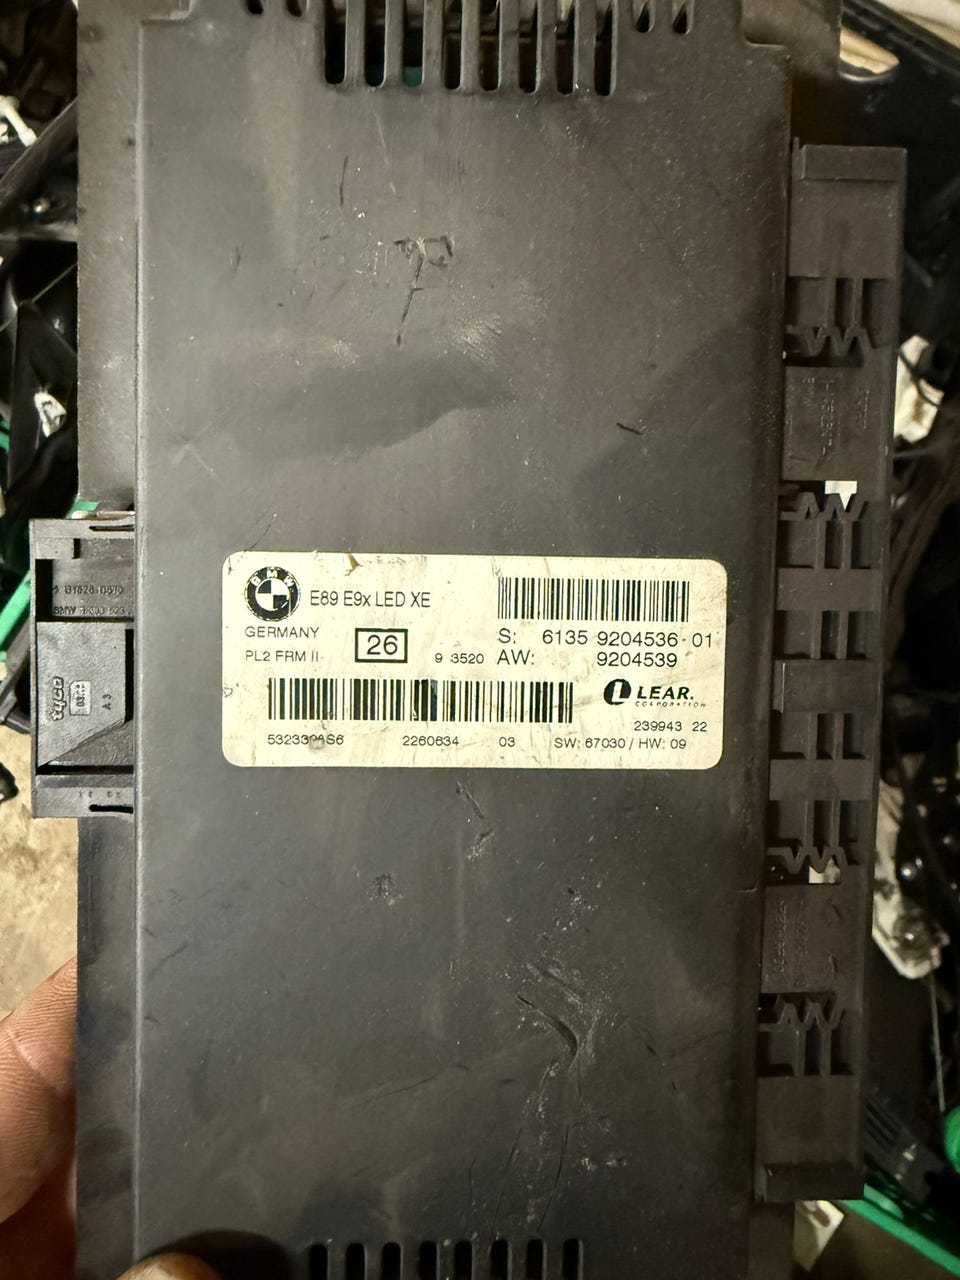 BMW
E89 E9x LED XE
GERMANY
PL2 FRM II
26
9 3520
S: 6135 9204536 01
AW: 9204539
LEAR.
CORPORATION
239943 22
2260634 03 SW: 67030 / HW: 09
tyco
A 3